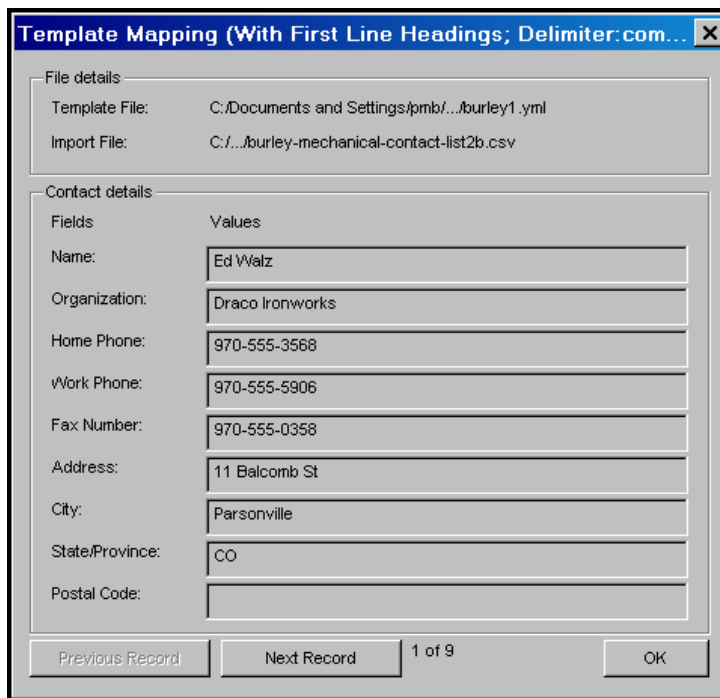 Template Mapping (With First Line Headings; Delimiter:com...
File details
Template File: C:/Documents and Settings/pmb/.../burley1.yml
Import File: C:/.../burley-mechanical-contact-list2b.csv
Contact details
Fields Values
Name: Ed Walz
Organization: Draco Ironworks
Home Phone: 970-555-3568
Work Phone: 970-555-5906
Fax Number: 970-555-0358
Address: 11 Balcomb St
City: Parsonville
State/Province: CO
Postal Code:
Previous Record Next Record 1 of 9 OK